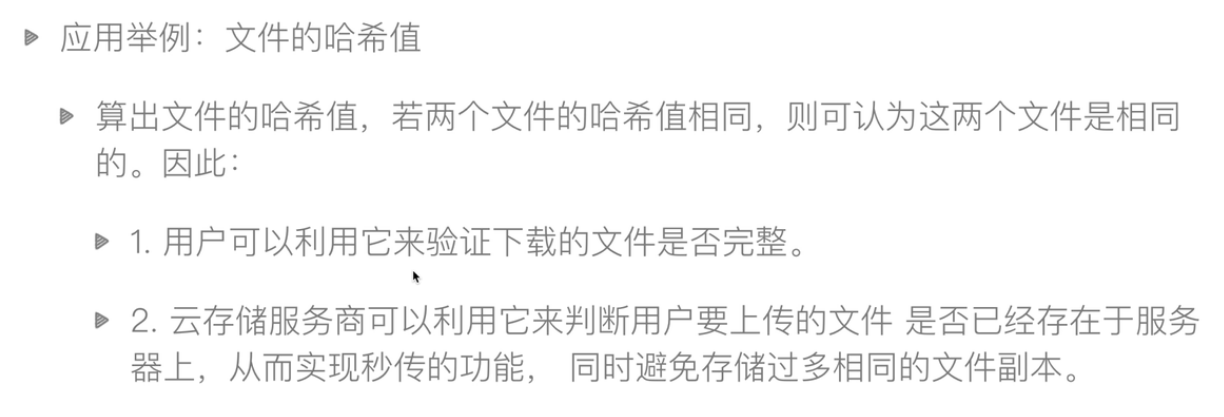 应用举例：文件的哈希值
算出文件的哈希值，若两个文件的哈希值相同，则可认为这两个文件是相同
的。因此：
1. 用户可以利用它来验证下载的文件是否完整。
2. 云存储服务商可以利用它来判断用户要上传的文件 是否已经存在于服务
器上，从而实现秒传的功能， 同时避免存储过多相同的文件副本。